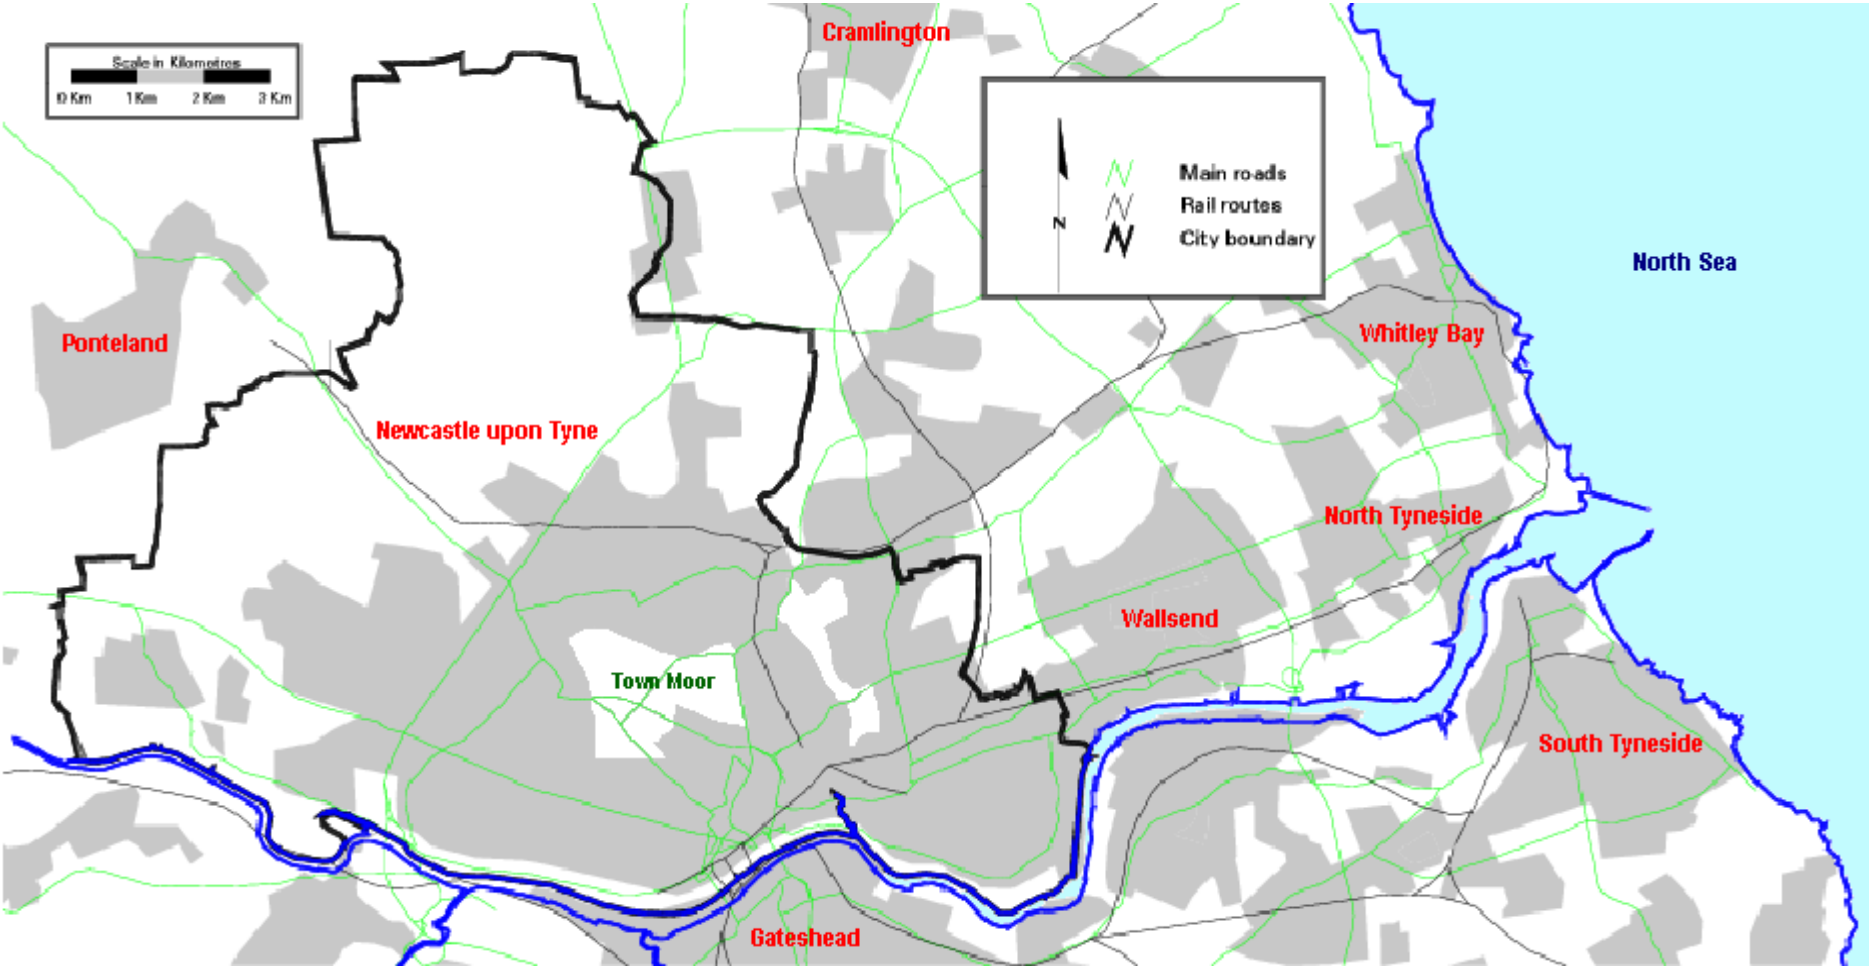 Cramlington
Scale in Kilometres
0 Km 1 Km 2 Km 3 Km
Main roads
Rail routes
N
City boundary
North Sea
Ponteland
Whitley Bay
Newcastle upon Tyne
North Tyneside
Wallsend
Town Moor
South Tyneside
Gateshead